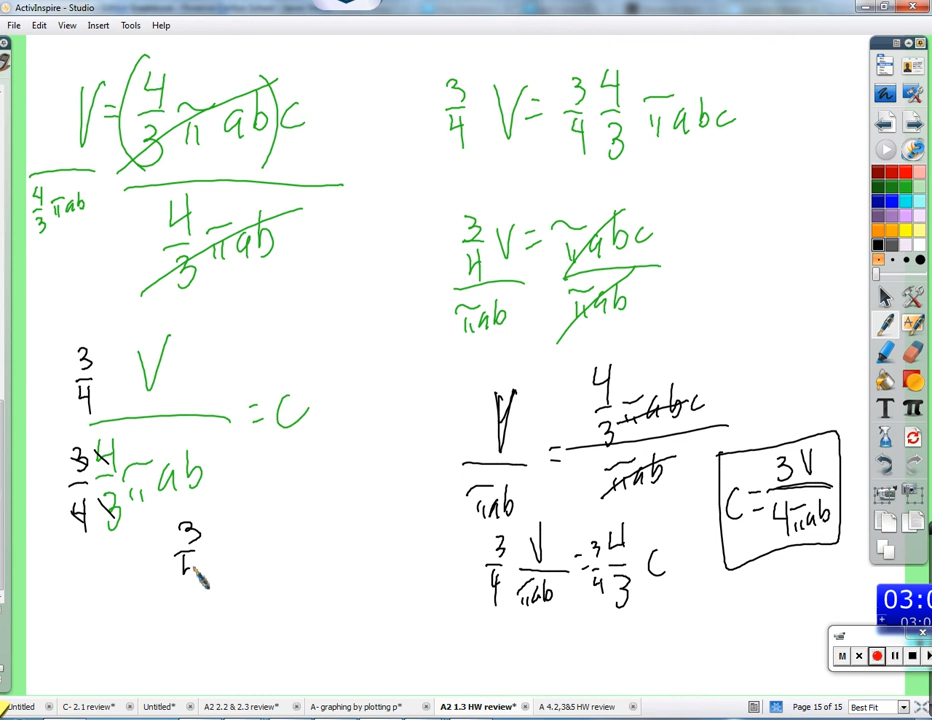 ActivInspire - Studio
File Edit View Insert Tools Help
V = (4/3 π ab) c
4/3 πab
4/3 πab
3/4 V = 3/4 4/3 πabc
3/4 V = πabc
πab πab
3/4 V = c
3/4 4/3 πab
3/4
V = 4/3 πabc
πab πab
3/4 V/πab = 3/4 4/3 c
c = 3V/4πab
03:0
03:0
M
Untitled C- 2.1 review* Untitled* A2 2.2 & 2.3 review* A- graphing by plotting p* A2 1.3 HW review* A 4.2,3&5 review Page 15 of 15 Best Fit